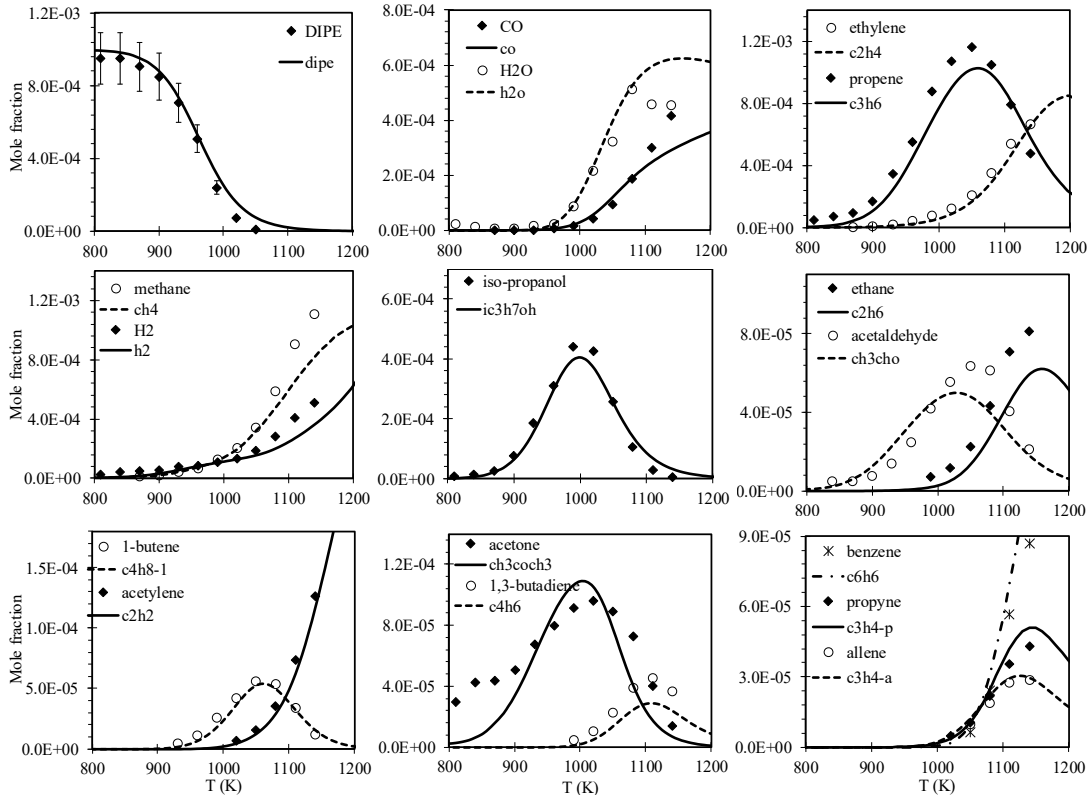 1.2E-03
8.0E-04
4.0E-04
0.0E+00
Mole fraction
DIPE
dipe
800 900 1000 1100 1200
8.0E-04
6.0E-04
4.0E-04
2.0E-04
0.0E+00
CO
co
H2O
h2o
800 900 1000 1100 1200
1.2E-03
8.0E-04
4.0E-04
0.0E+00
ethylene
c2h4
propene
c3h6
800 900 1000 1100 1200
1.2E-03
8.0E-04
4.0E-04
0.0E+00
Mole fraction
methane
ch4
H2
h2
800 900 1000 1100 1200
6.0E-04
4.0E-04
2.0E-04
0.0E+00
iso-propanol
ic3h7oh
800 900 1000 1100 1200
8.0E-05
4.0E-05
0.0E+00
ethane
c2h6
acetaldehyde
ch3cho
800 900 1000 1100 1200
1.5E-04
1.0E-04
5.0E-05
0.0E+00
Mole fraction
1-butene
c4h8-1
acetylene
c2h2
800 900 1000 1100 1200
T (K)
1.2E-04
8.0E-05
4.0E-05
0.0E+00
acetone
ch3coch3
1,3-butadiene
c4h6
800 900 1000 1100 1200
T (K)
9.0E-05
6.0E-05
3.0E-05
0.0E+00
benzene
c6h6
propyne
c3h4-p
allene
c3h4-a
800 900 1000 1100 1200
T (K)